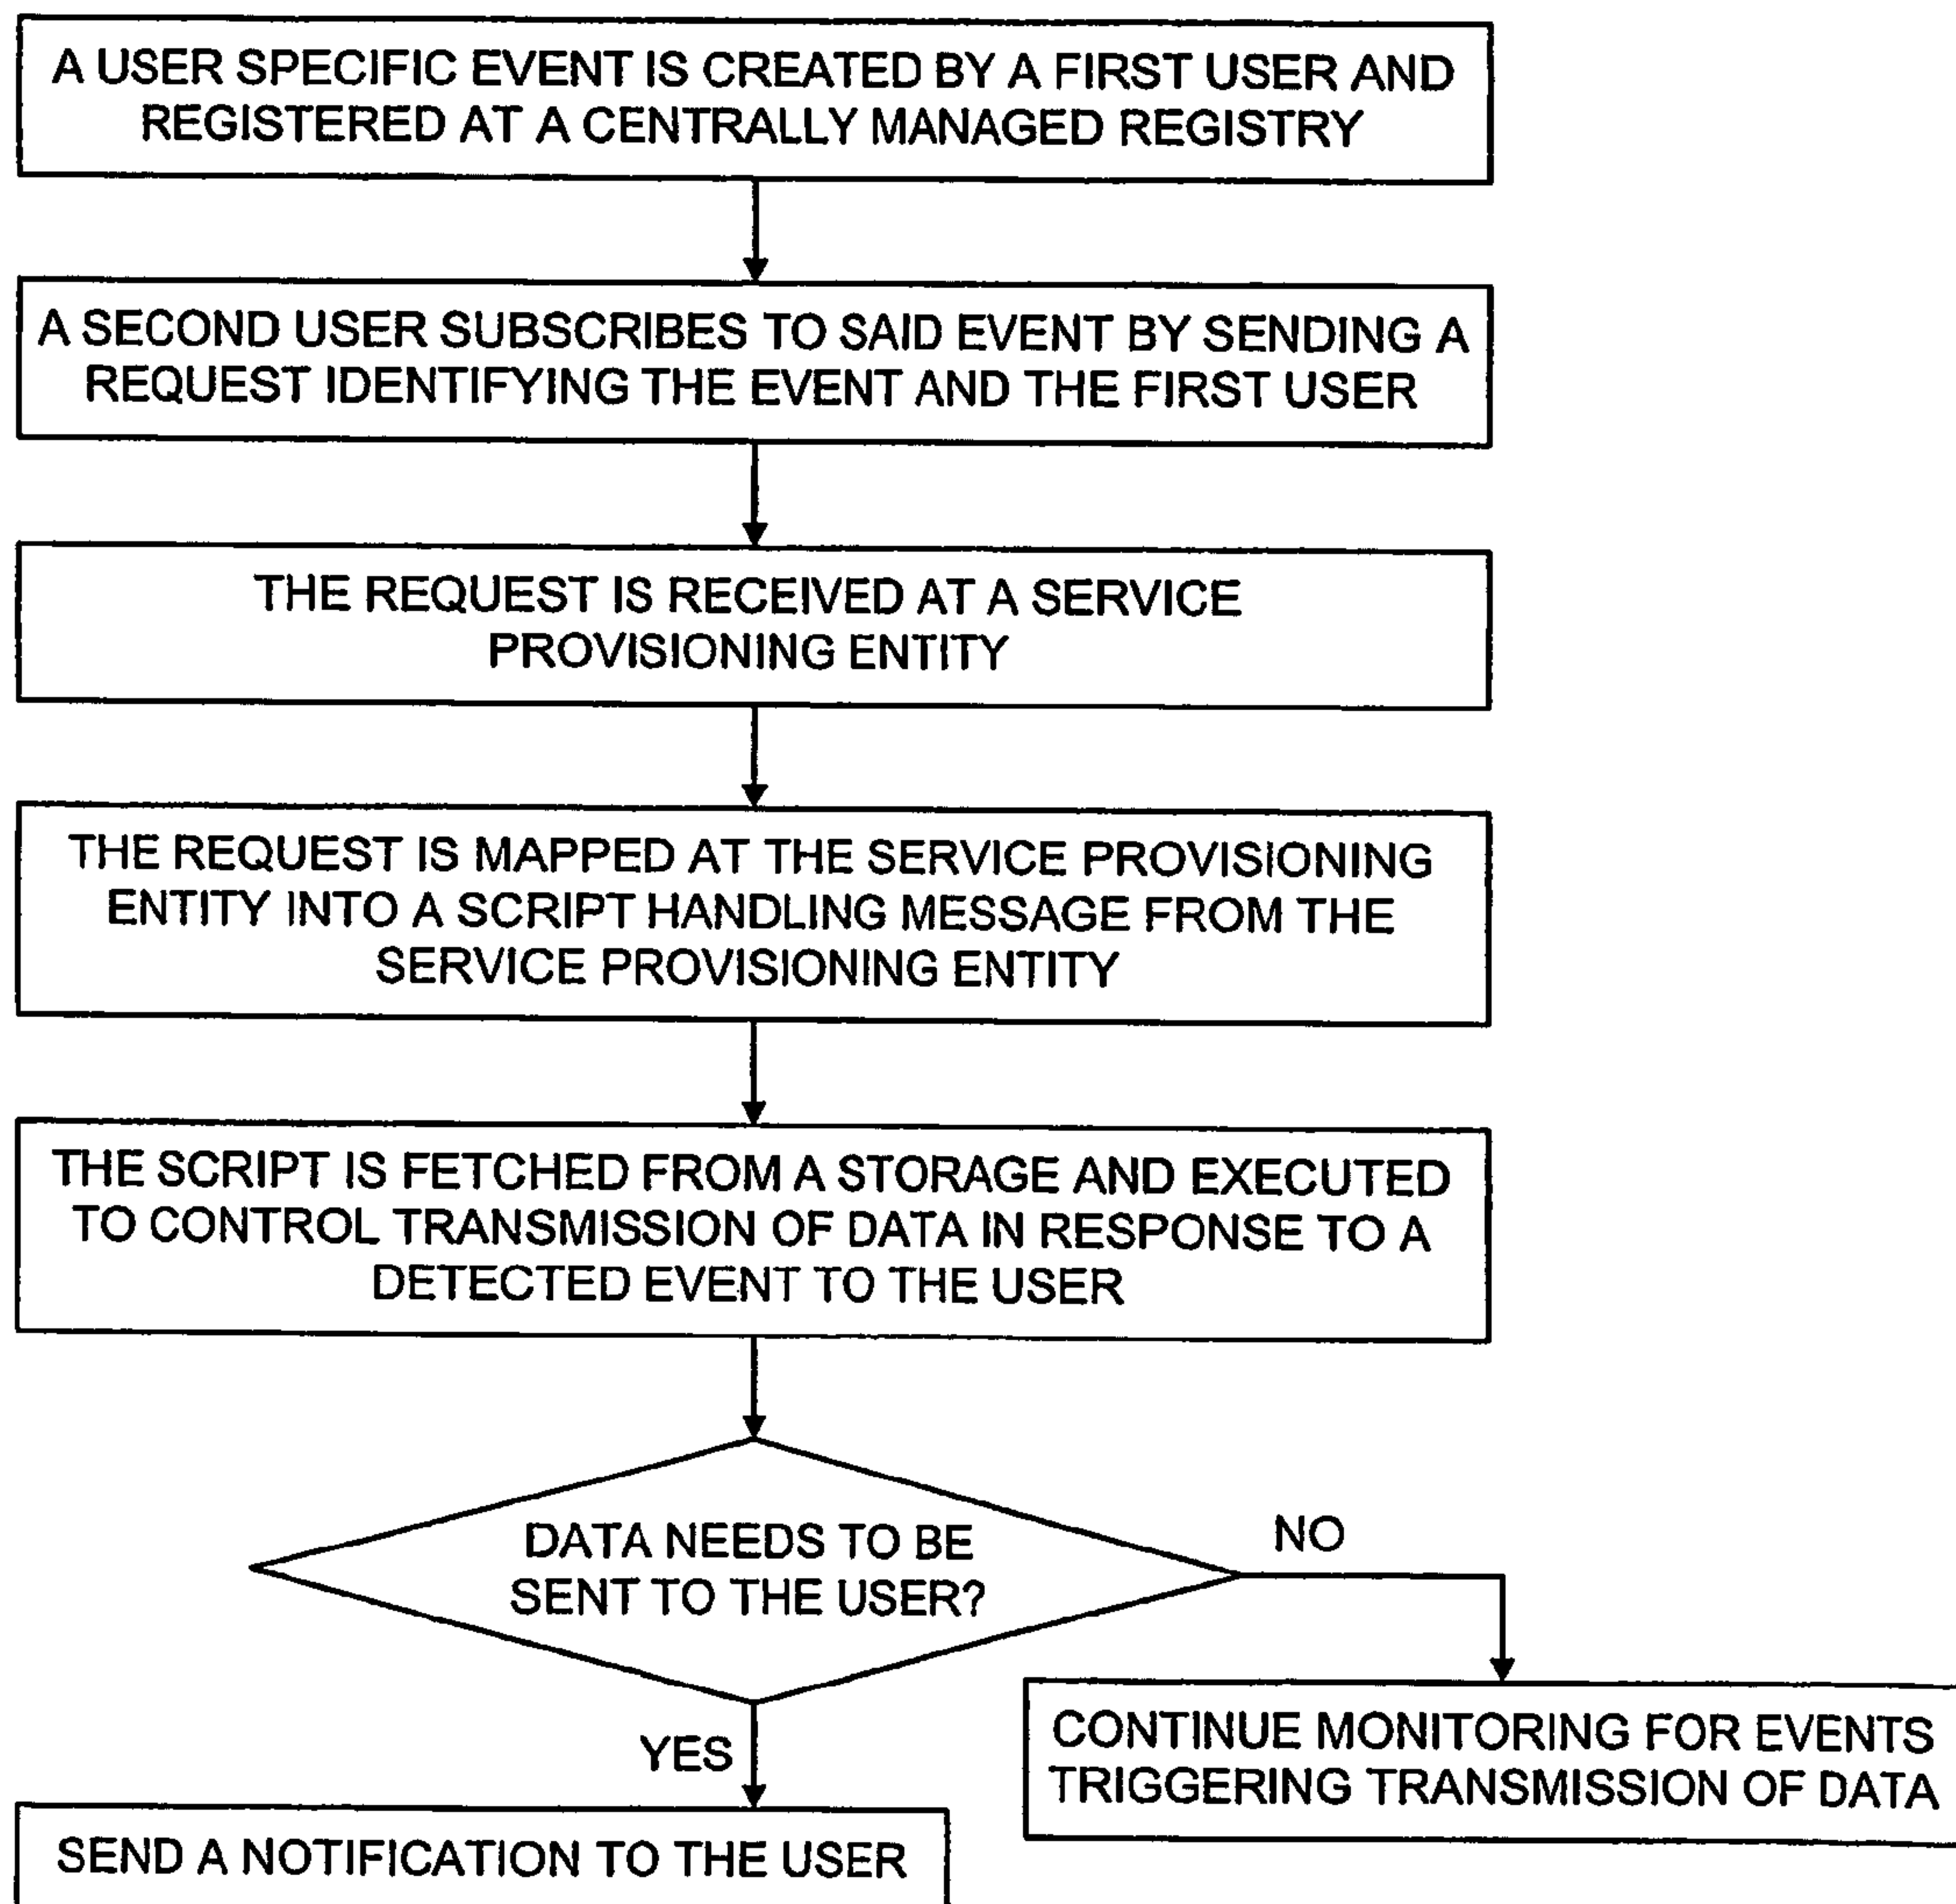 A USER SPECIFIC EVENT IS CREATED BY A FIRST USER AND
REGISTERED AT A CENTRALLY MANAGED REGISTRY
A SECOND USER SUBSCRIBES TO SAID EVENT BY SENDING A
REQUEST IDENTIFYING THE EVENT AND THE FIRST USER
THE REQUEST IS RECEIVED AT A SERVICE
PROVISIONING ENTITY
THE REQUEST IS MAPPED AT THE SERVICE PROVISIONING
ENTITY INTO A SCRIPT HANDLING MESSAGE FROM THE
SERVICE PROVISIONING ENTITY
THE SCRIPT IS FETCHED FROM A STORAGE AND EXECUTED
TO CONTROL TRANSMISSION OF DATA IN RESPONSE TO A
DETECTED EVENT TO THE USER
DATA NEEDS TO BE
SENT TO THE USER?
NO
YES
CONTINUE MONITORING FOR EVENTS
TRIGGERING TRANSMISSION OF DATA
SEND A NOTIFICATION TO THE USER